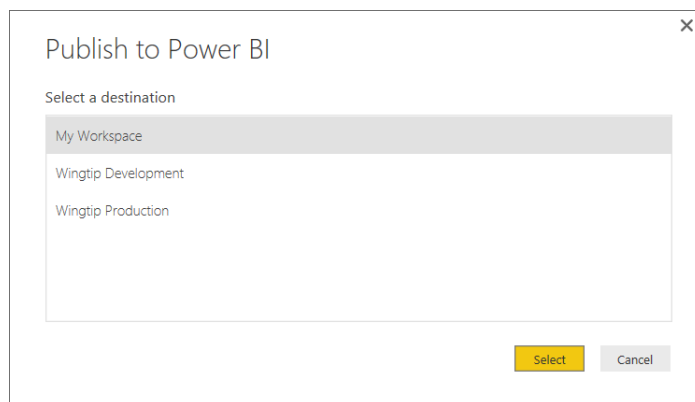 Publish to Power BI
Select a destination
My Workspace
Wingtip Development
Wingtip Production
Select Cancel